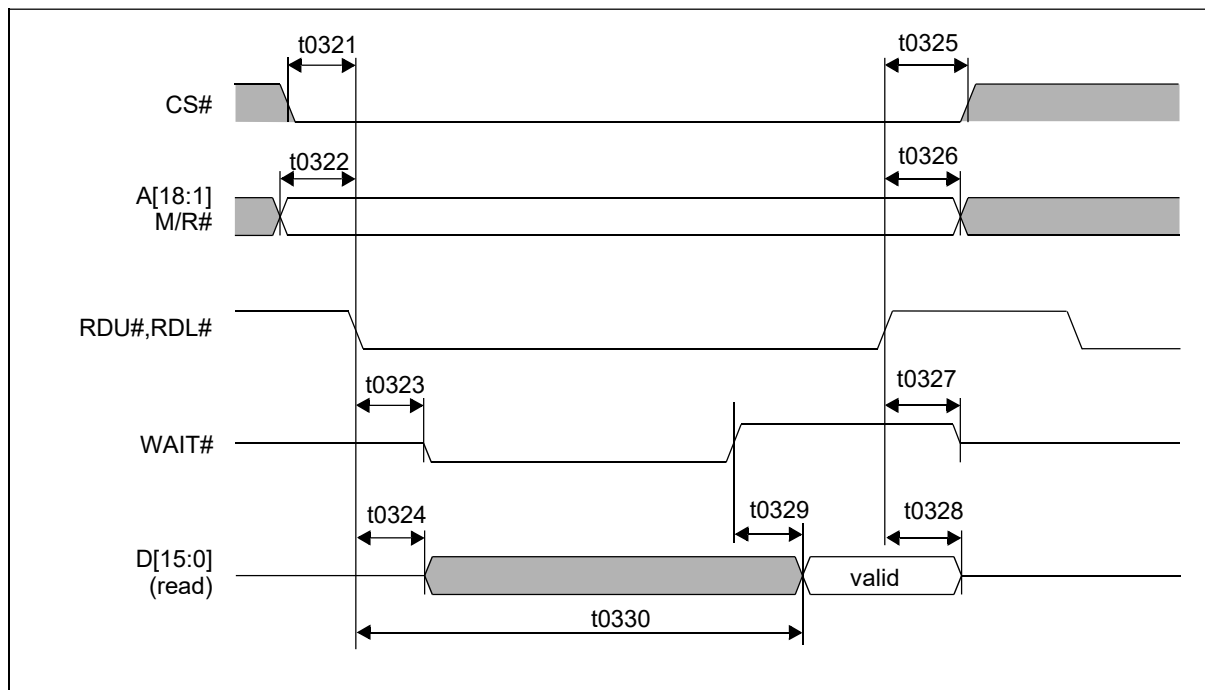 t0321
t0325
CS#
t0322
t0326
A[18:1]
M/R#
RDU#,RDL#
t0323
t0327
WAIT#
t0324
t0329
t0328
D[15:0]
(read)
valid
t0330